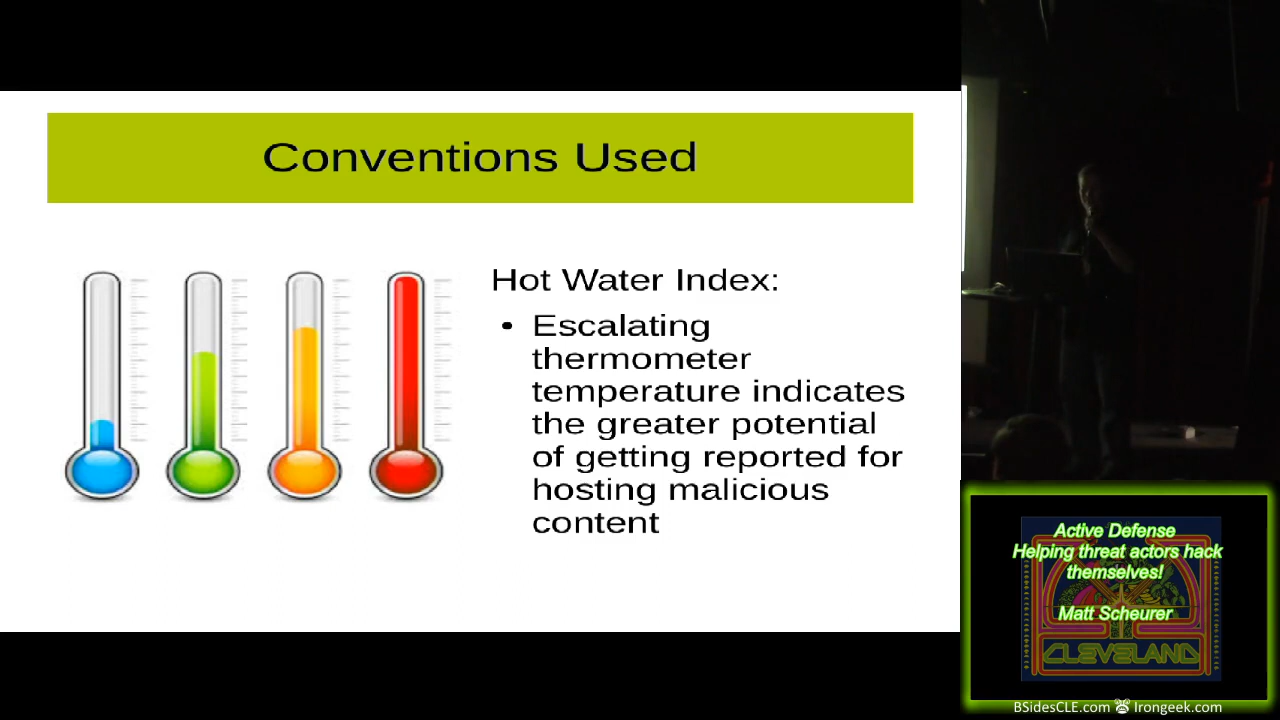 Conventions Used
Hot Water Index:
• Escalating
thermometer
temperature indicates
the greater potential
of getting reported for
hosting malicious
content
Active Defense
Helping threat actors hack
themselves!
Matt Scheurer
CLEVELAND
BSidesCLE.com Irongeek.com